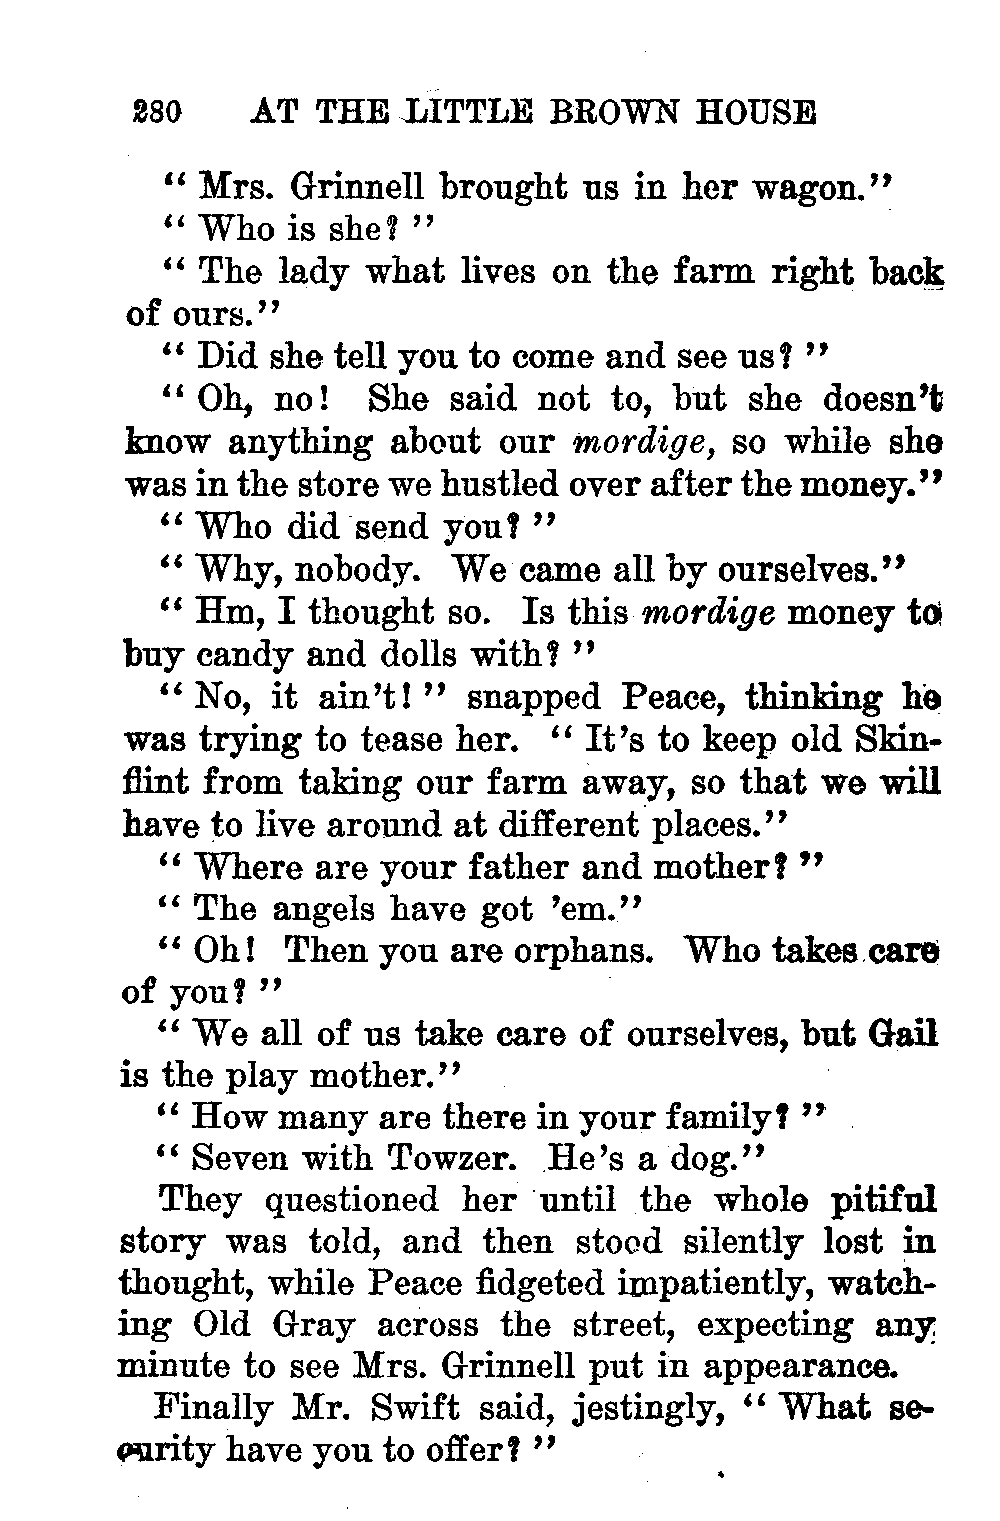 280 AT THE LITTLE BROWN HOUSE
“ Mrs. Grinnell brought us in her wagon.”
“ Who is she? ”
“ The lady what lives on the farm right back
of ours.”
“ Did she tell you to come and see us? ”
“ Oh, no! She said not to, but she doesn’t
know anything about our mordige, so while she
was in the store we hustled over after the money.”
“ Who did send you? ”
“ Why, nobody. We came all by ourselves.”
“ Hm, I thought so. Is this mordige money to
buy candy and dolls with? ”
“ No, it ain’t! ” snapped Peace, thinking he
was trying to tease her. “ It’s to keep old Skin-
flint from taking our farm away, so that we will
have to live around at different places.”
“ Where are your father and mother? ”
“ The angels have got ’em.”
“ Oh! Then you are orphans. Who takes care
of you? ”
“ We all of us take care of ourselves, but Gail
is the play mother.”
“ How many are there in your family? ”
“ Seven with Towzer. He’s a dog.”
They questioned her until the whole pitiful
story was told, and then stood silently lost in
thought, while Peace fidgeted impatiently, watch-
ing Old Gray across the street, expecting any
minute to see Mrs. Grinnell put in appearance.
Finally Mr. Swift said, jestingly, “ What se-
curity have you to offer? ”